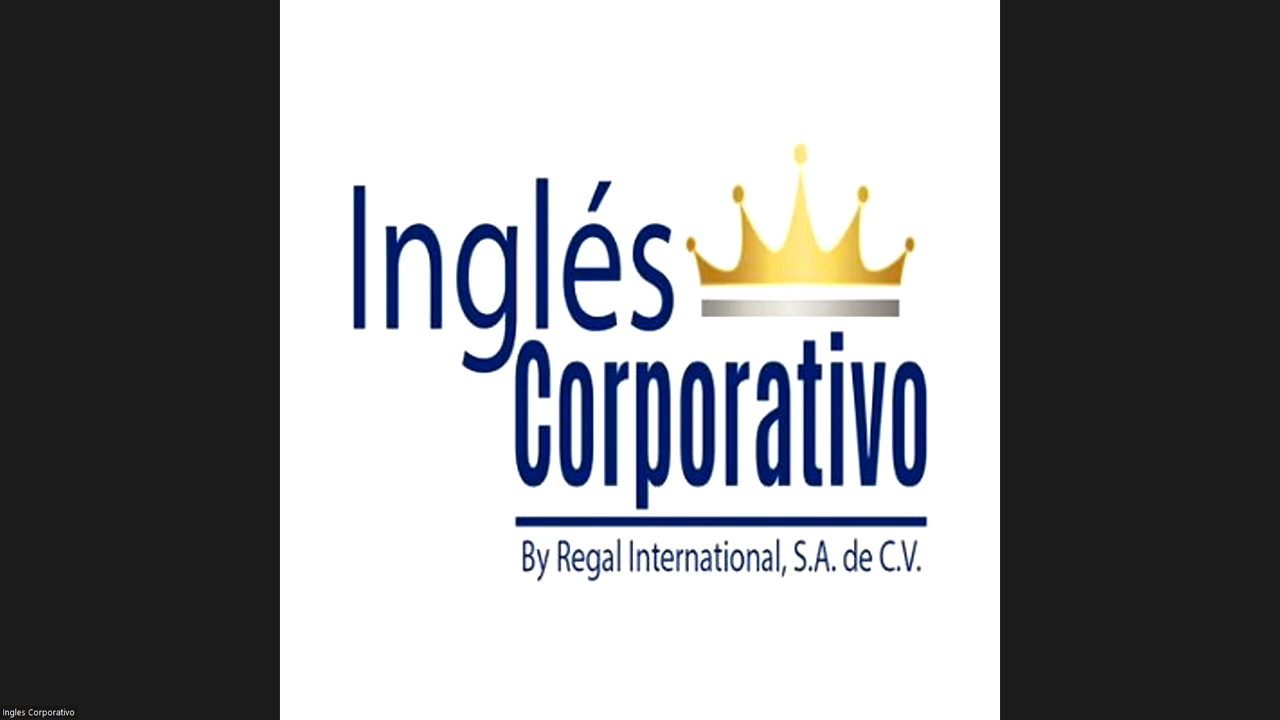 Inglés
Corporativo
By Regal International, S.A. de C.V.
Ingles Corporativo